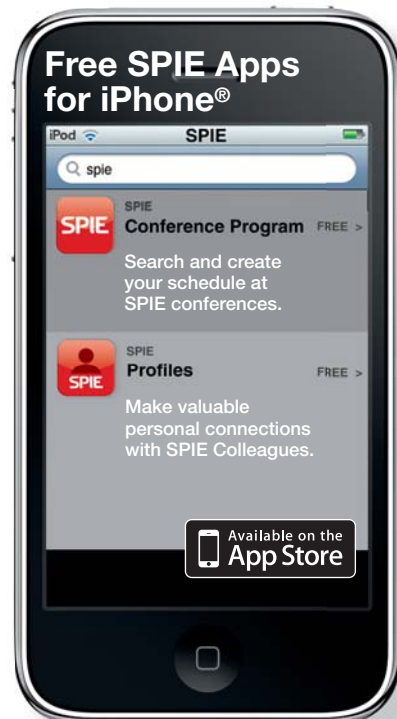 Free SPIE Apps
for iPhone®
iPod SPIE
spie
SPIE
SPIE
Conference Program FREE >
Search and create
your schedule at
SPIE conferences.
SPIE
SPIE
Profiles FREE >
Make valuable
personal connections
with SPIE Colleagues.
Available on the
App Store